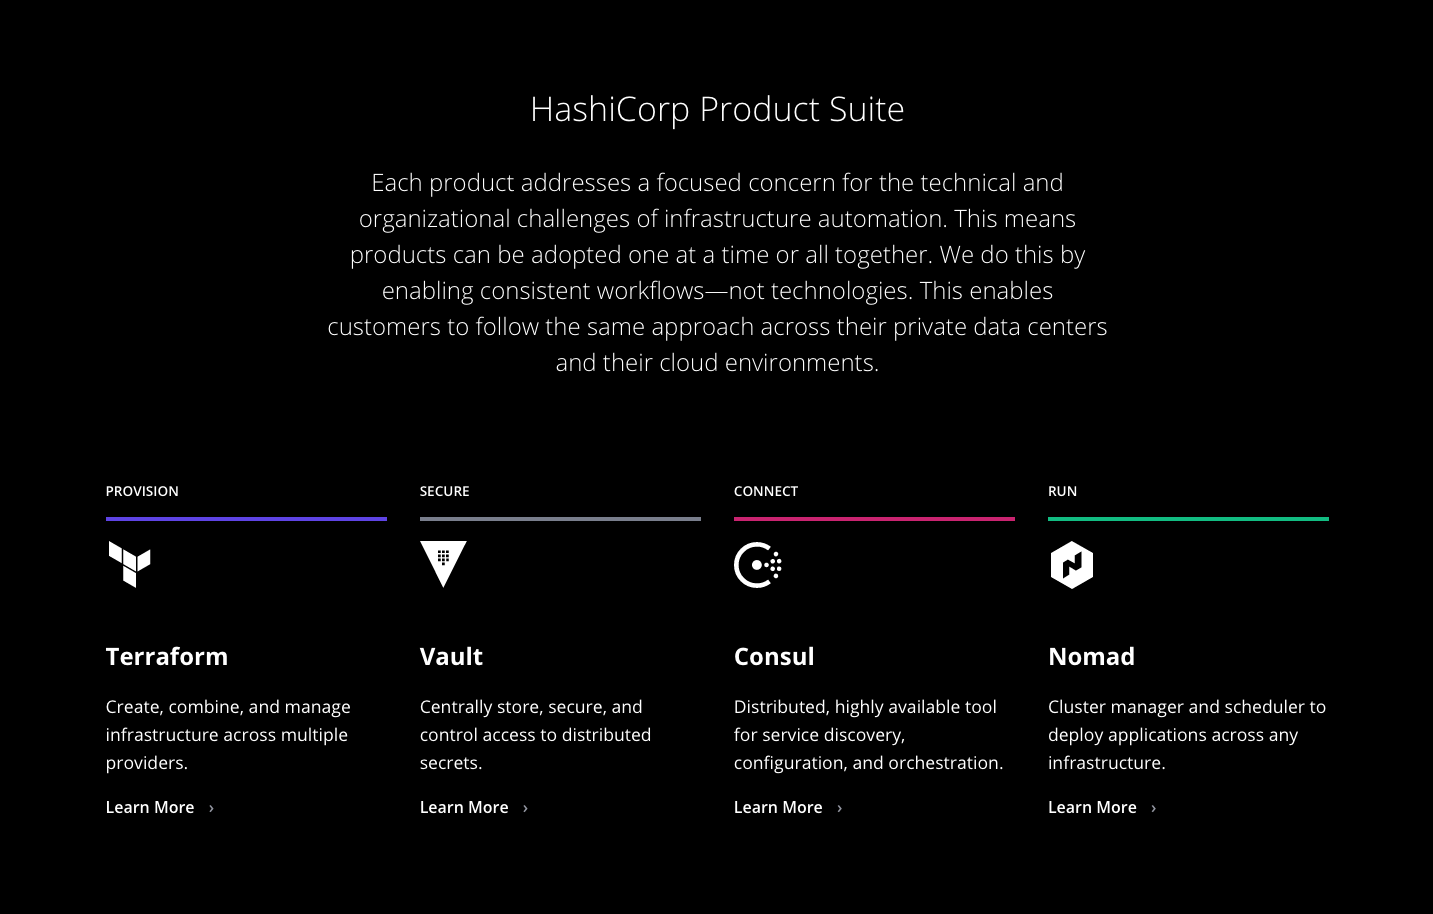 HashiCorp Product Suite
Each product addresses a focused concern for the technical and
organizational challenges of infrastructure automation. This means
products can be adopted one at a time or all together. We do this by
enabling consistent workflows—not technologies. This enables
customers to follow the same approach across their private data centers
and their cloud environments.
PROVISION
Terraform
Create, combine, and manage
infrastructure across multiple
providers.
Learn More ›
SECURE
Vault
Centrally store, secure, and
control access to distributed
secrets.
Learn More ›
CONNECT
Consul
Distributed, highly available tool
for service discovery,
configuration, and orchestration.
Learn More ›
RUN
Nomad
Cluster manager and scheduler to
deploy applications across any
infrastructure.
Learn More ›